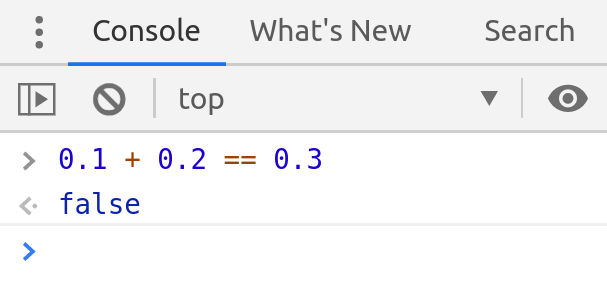 Console What's New Search
top
> 0.1 + 0.2 == 0.3
false
>